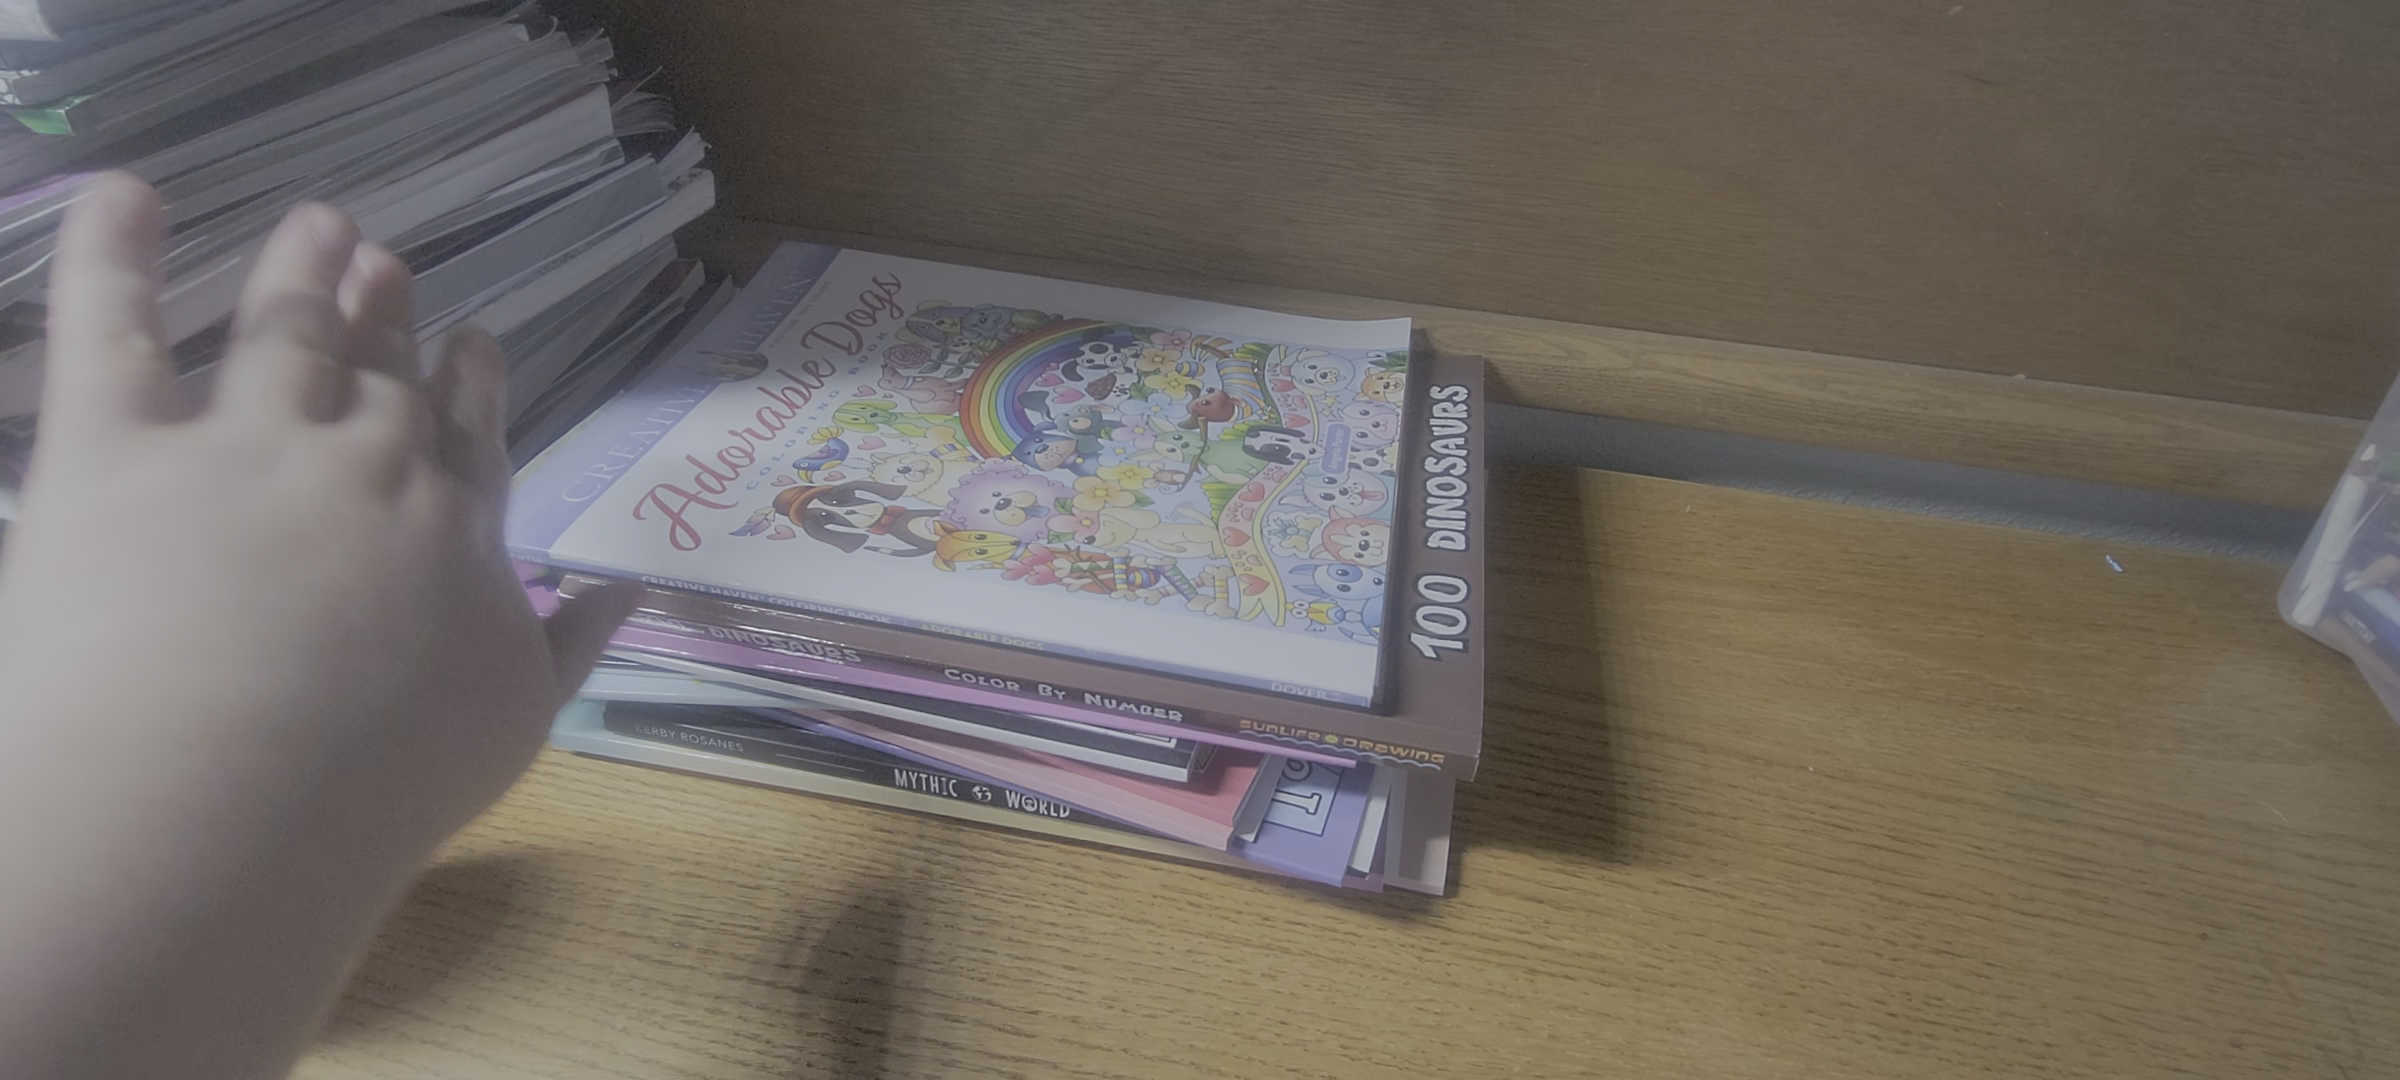 CREATIVE HAVEN
Adorable Dogs
COLORING BOOK
100 DINOSAURS
CREATIVE HAVEN COLORING BOOK ADORABLE DOGS DOVER
DINOSAURS COLOR BY NUMBER SUNLIFE DRAWING
KERBY ROSANES MYTHIC WORLD